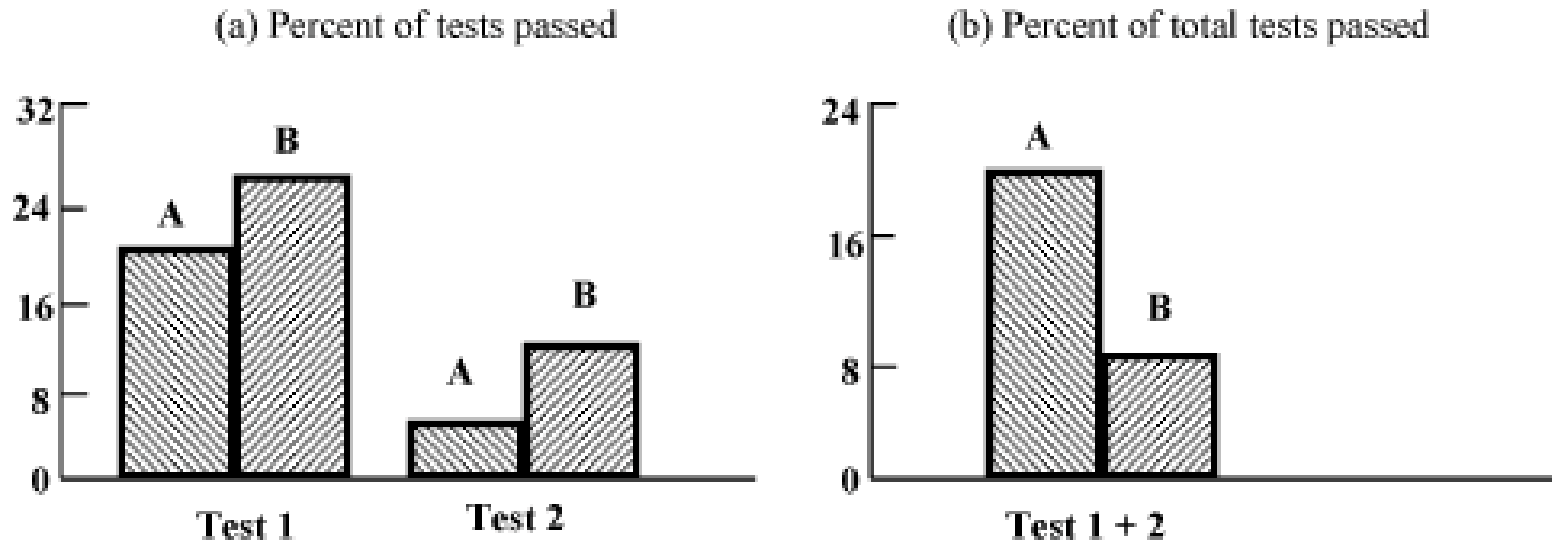 (a) Percent of tests passed
32
24
16
8
0
A
B
A
B
Test 1
Test 2
(b) Percent of total tests passed
24
16
8
0
A
B
Test 1 + 2